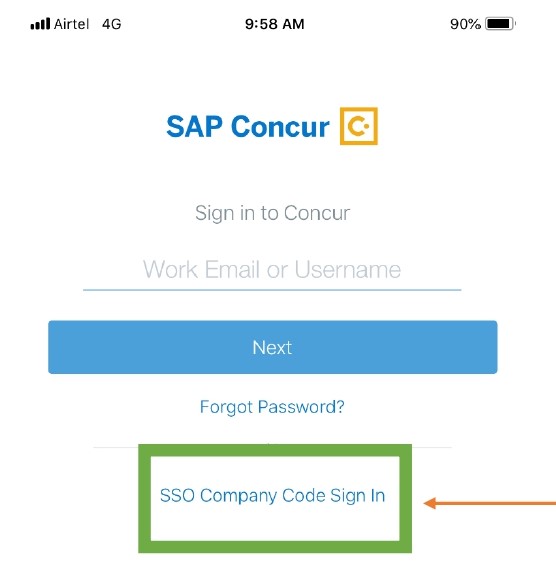 Airtel 4G 9:58 AM 90%
SAP Concur
Sign in to Concur
Work Email or Username
Next
Forgot Password?
SSO Company Code Sign In